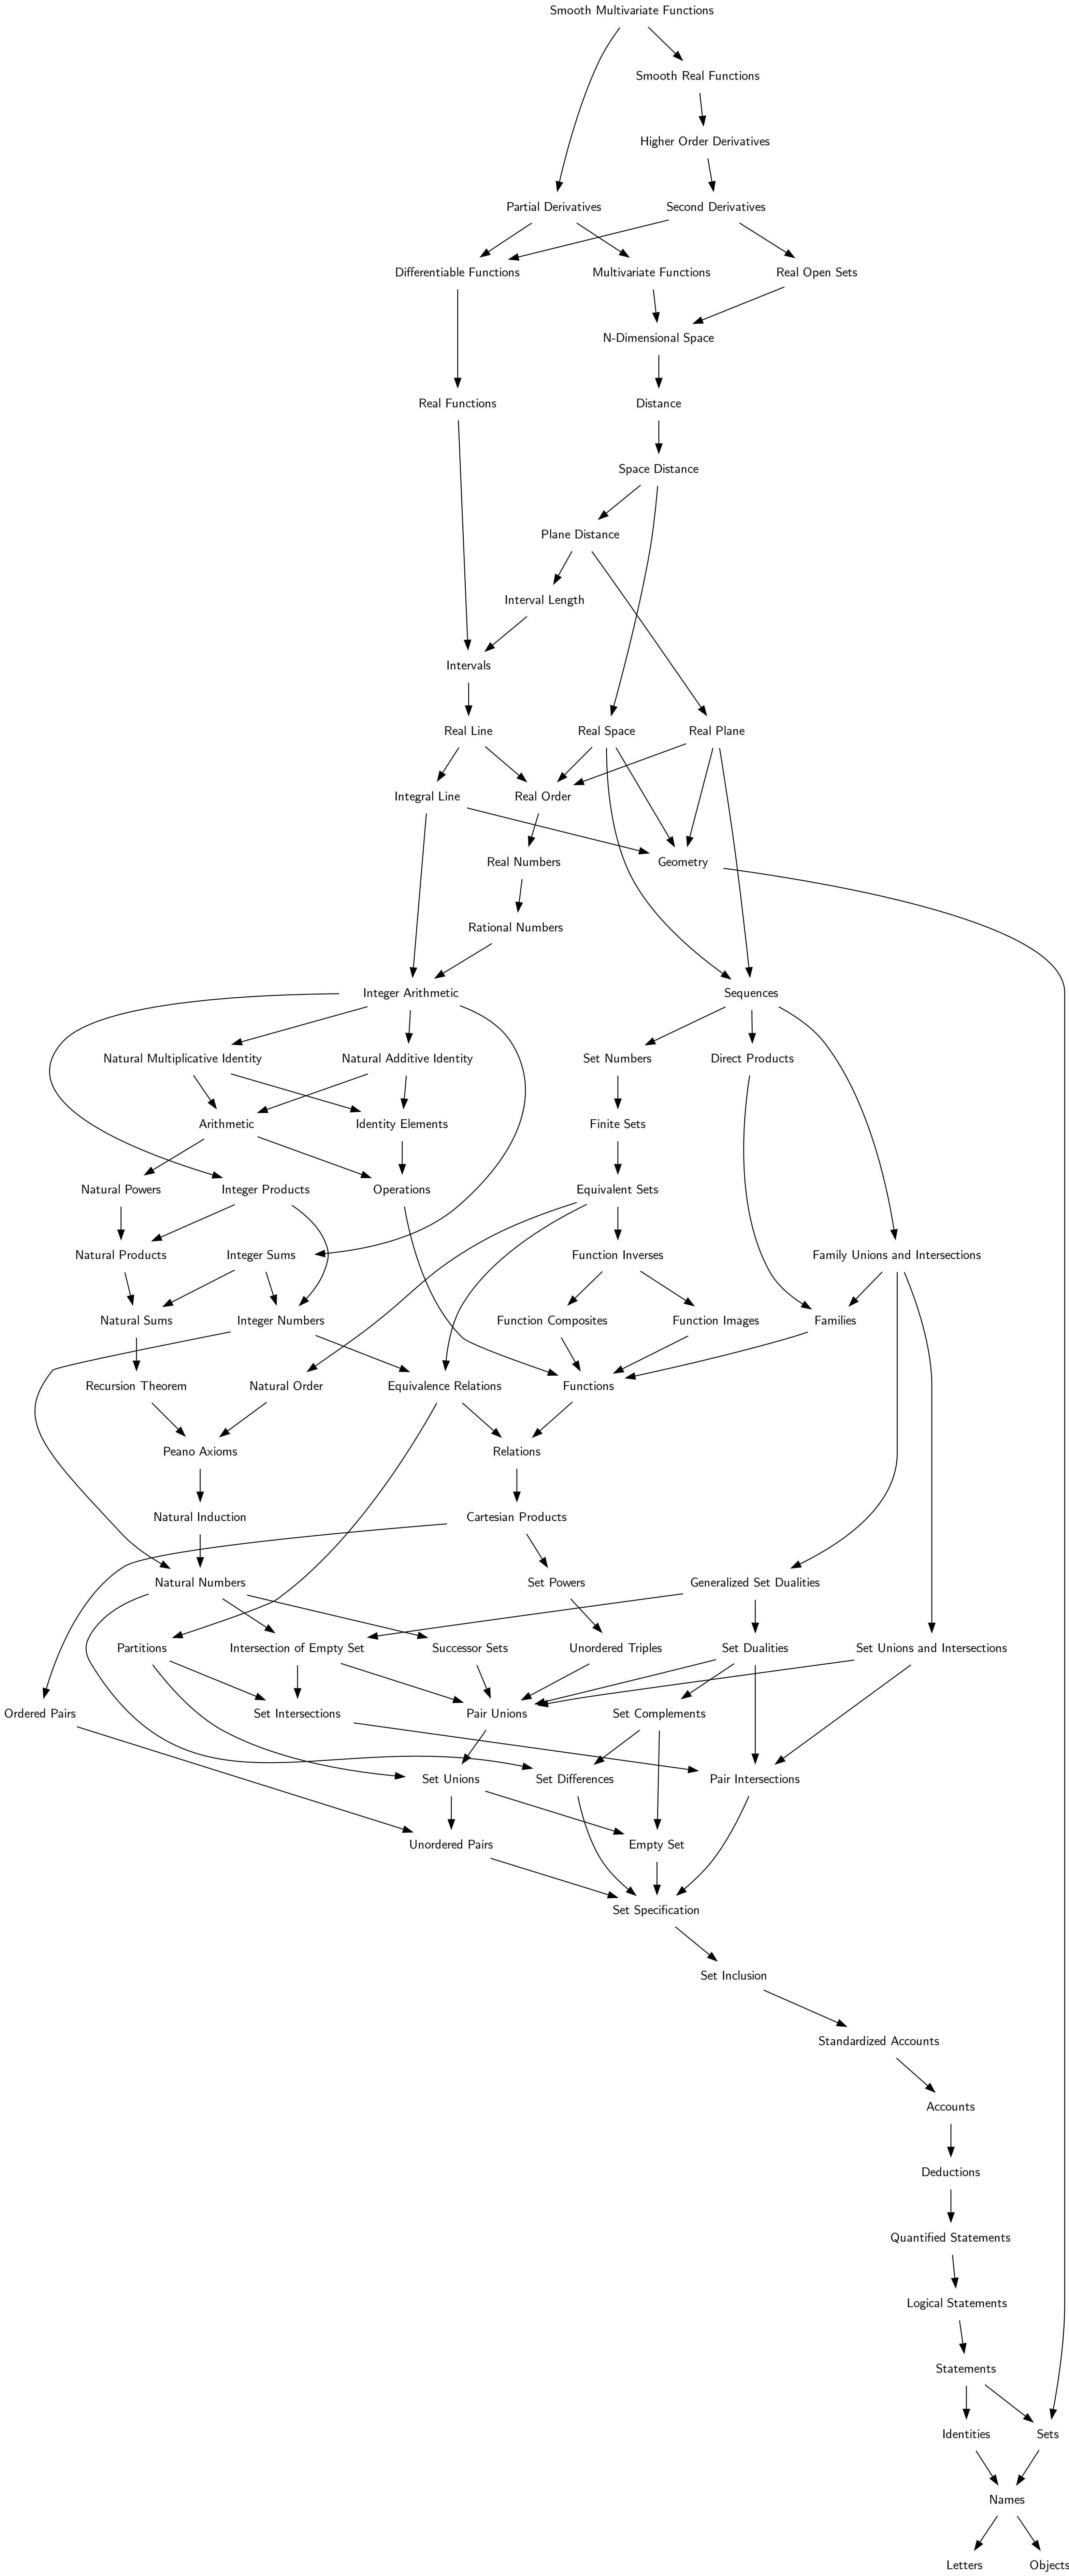 Smooth Multivariate Functions
Smooth Real Functions
Higher Order Derivatives
Partial Derivatives
Second Derivatives
Differentiable Functions
Multivariate Functions
Real Open Sets
N-Dimensional Space
Real Functions
Distance
Space Distance
Plane Distance
Interval Length
Intervals
Real Line
Real Space
Real Plane
Integral Line
Real Order
Real Numbers
Geometry
Rational Numbers
Integer Arithmetic
Sequences
Natural Multiplicative Identity
Natural Additive Identity
Set Numbers
Direct Products
Arithmetic
Identity Elements
Finite Sets
Natural Powers
Integer Products
Operations
Equivalent Sets
Natural Products
Integer Sums
Function Inverses
Family Unions and Intersections
Natural Sums
Integer Numbers
Function Composites
Function Images
Families
Recursion Theorem
Natural Order
Equivalence Relations
Functions
Peano Axioms
Relations
Natural Induction
Cartesian Products
Natural Numbers
Set Powers
Generalized Set Dualities
Partitions
Intersection of Empty Set
Successor Sets
Unordered Triples
Set Dualities
Set Unions and Intersections
Ordered Pairs
Set Intersections
Pair Unions
Set Complements
Set Unions
Set Differences
Pair Intersections
Unordered Pairs
Empty Set
Set Specification
Set Inclusion
Standardized Accounts
Accounts
Deductions
Quantified Statements
Logical Statements
Statements
Identities
Sets
Names
Letters
Objects